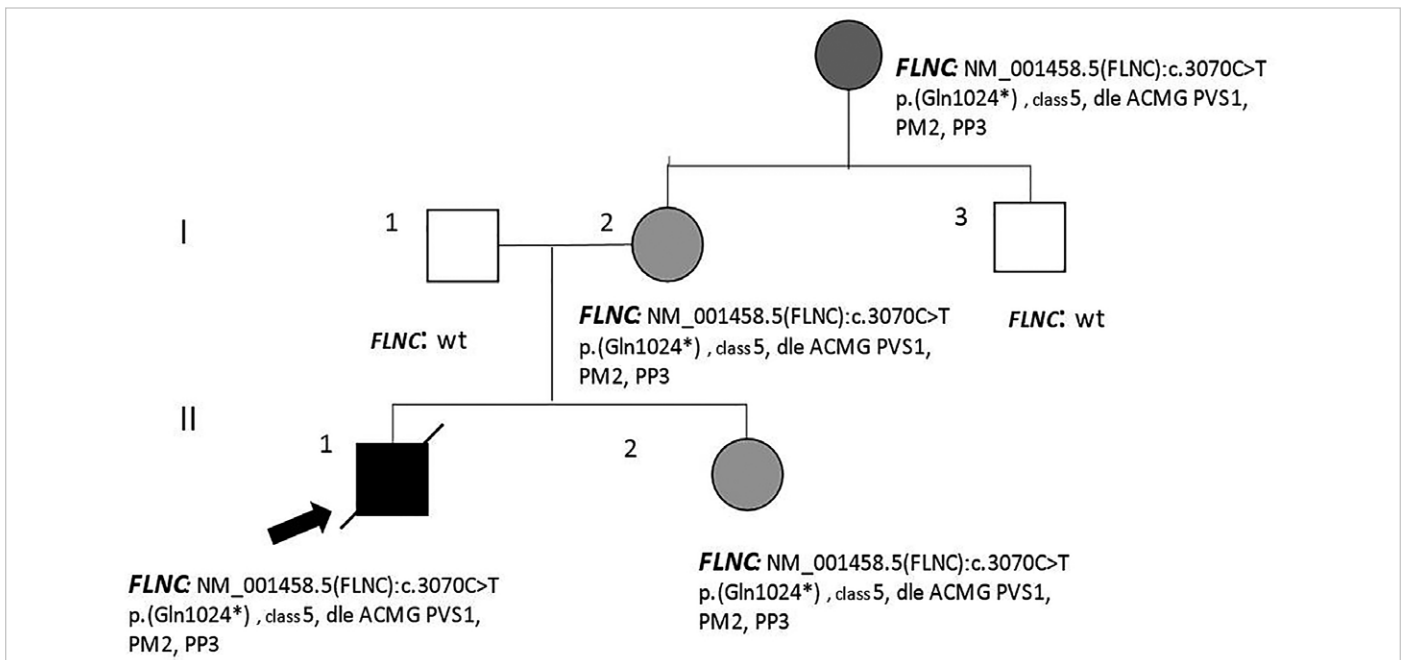 FLNC: NM_001458.5(FLNC):c.3070C>T
p.(Gln1024*) , class 5, dle ACMG PVS1,
PM2, PP3
I
1
2
3
FLNC: wt
FLNC: NM_001458.5(FLNC):c.3070C>T
p.(Gln1024*) , class 5, dle ACMG PVS1,
PM2, PP3
FLNC: wt
II
1
2
FLNC: NM_001458.5(FLNC):c.3070C>T
p.(Gln1024*) , class 5, dle ACMG PVS1,
PM2, PP3
FLNC: NM_001458.5(FLNC):c.3070C>T
p.(Gln1024*) , class 5, dle ACMG PVS1,
PM2, PP3